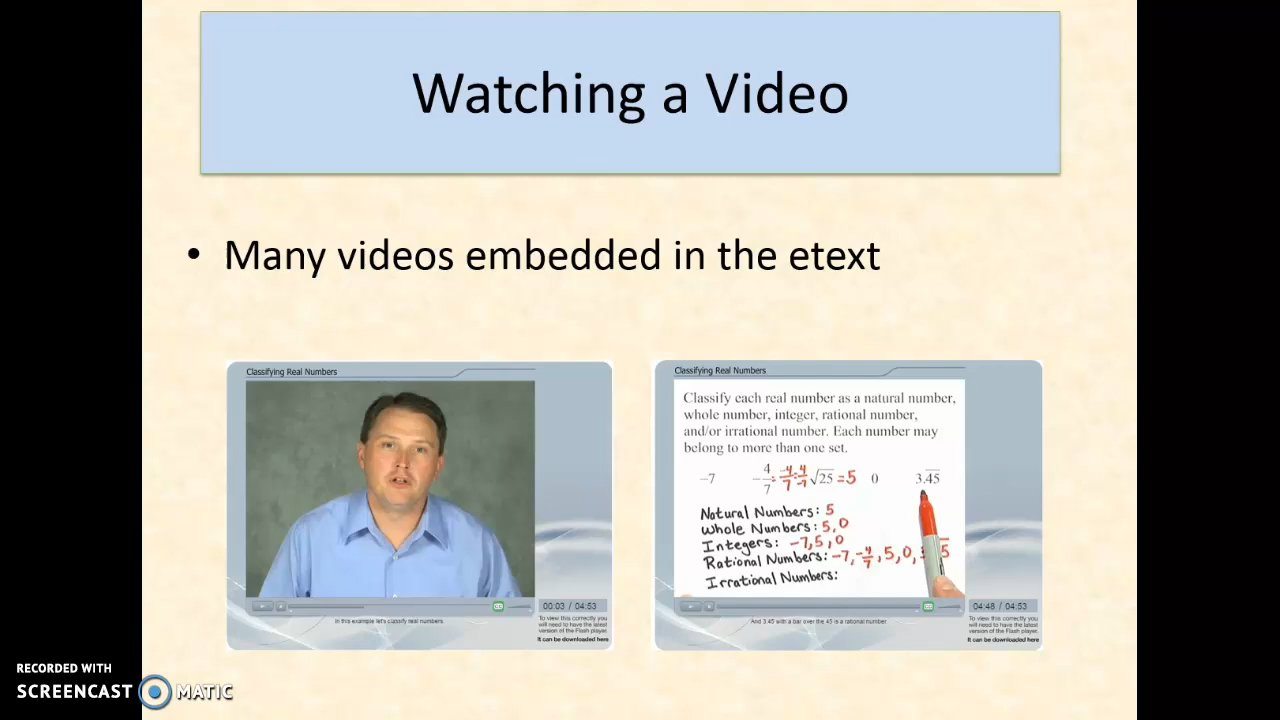 Watching a Video
• Many videos embedded in the etext
Classifying Real Numbers
00:03 / 04:53
In this example let's classify real numbers
To view this correctly you
will need to have the latest
version of the Flash player.
It can be downloaded here
Classifying Real Numbers
Classify each real number as a natural number,
whole number, integer, rational number,
and/or irrational number. Each number may
belong to more than one set.
−7 −4/7 = −4/7 = 4/−7 √25 = 5 0 3.4̅5̅
Natural Numbers: 5
Whole Numbers: 5, 0
Integers: −7, 5, 0
Rational Numbers: −7, −4/7, 5, 0,
Irrational Numbers:
04:48 / 04:53
And 3.45 with a bar over the 45 is a rational number
To view this correctly you
will need to have the latest
version of the Flash player.
It can be downloaded here
RECORDED WITH
SCREENCAST MATIC